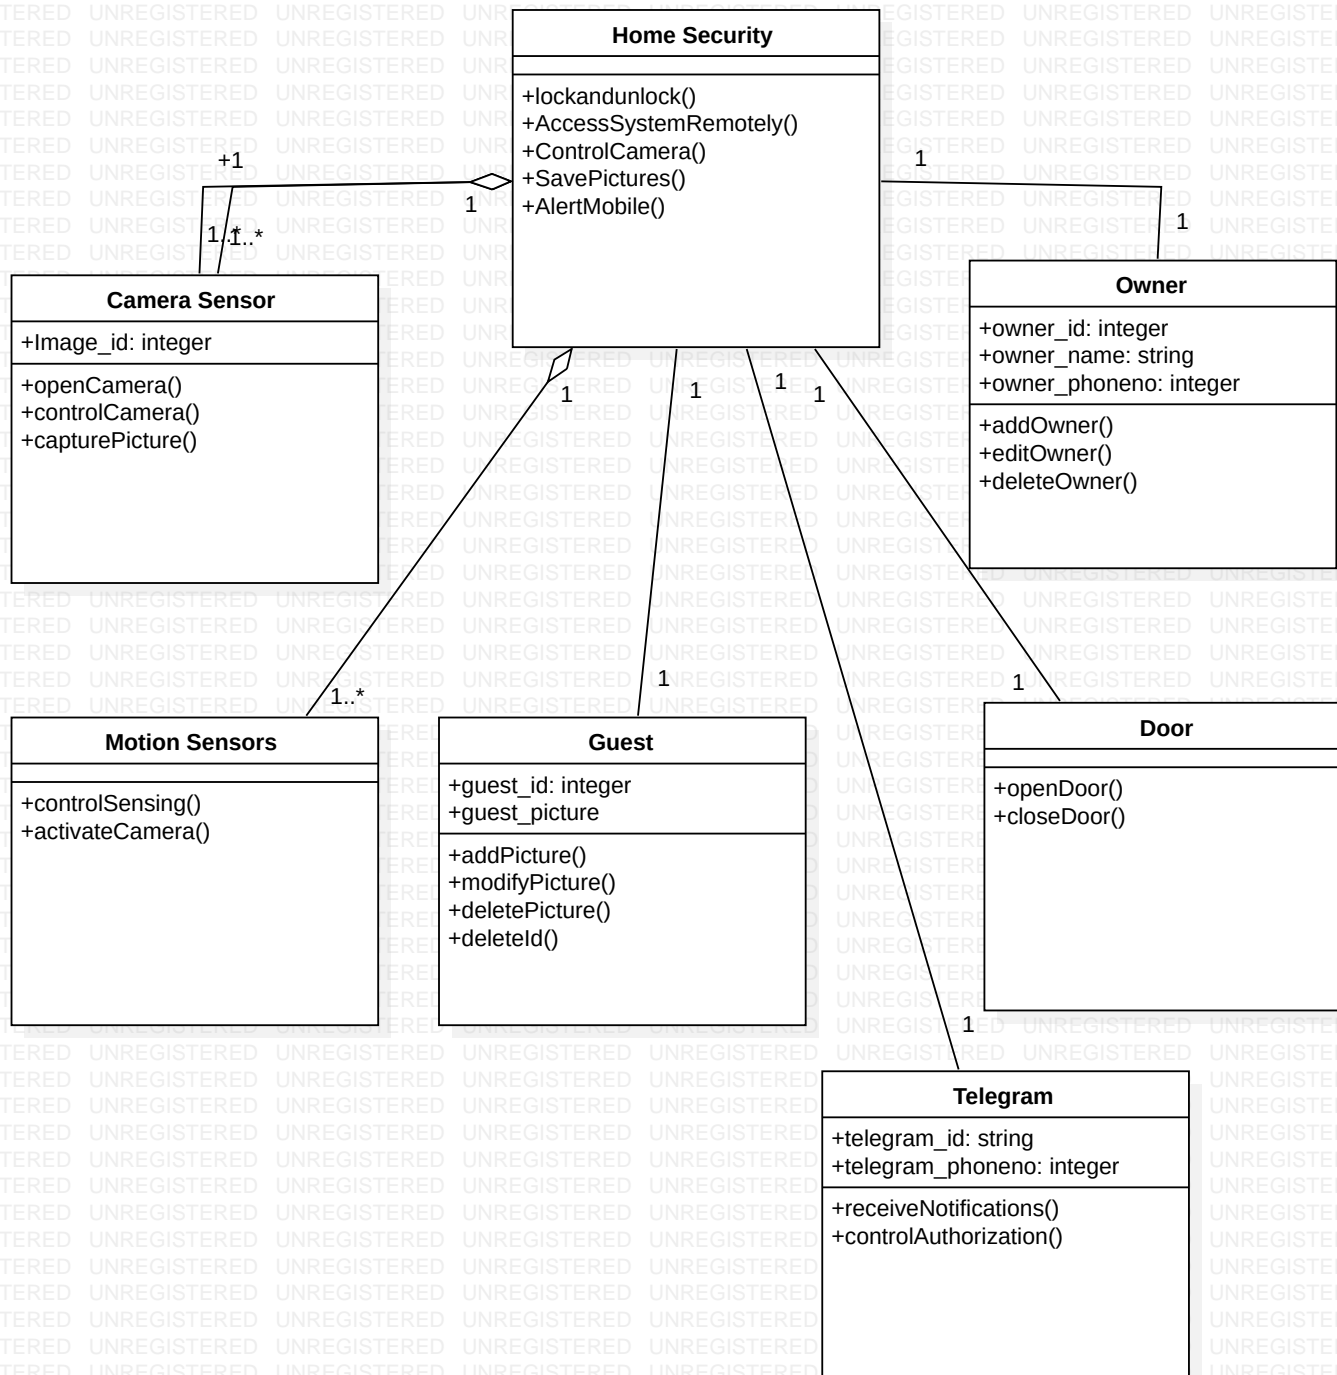 Home Security
+lockandunlock()
+AccessSystemRemotely()
+ControlCamera()
+SavePictures()
+AlertMobile()
+1
1
1..*
1..*
1
1
Camera Sensor
+Image_id: integer
+openCamera()
+controlCamera()
+capturePicture()
Owner
+owner_id: integer
+owner_name: string
+owner_phoneno: integer
+addOwner()
+editOwner()
+deleteOwner()
1
1
1
1
1..*
1
1
1
Motion Sensors
+controlSensing()
+activateCamera()
Guest
+guest_id: integer
+guest_picture
+addPicture()
+modifyPicture()
+deletePicture()
+deleteId()
Door
+openDoor()
+closeDoor()
Telegram
+telegram_id: string
+telegram_phoneno: integer
+receiveNotifications()
+controlAuthorization()
UNREGISTERED